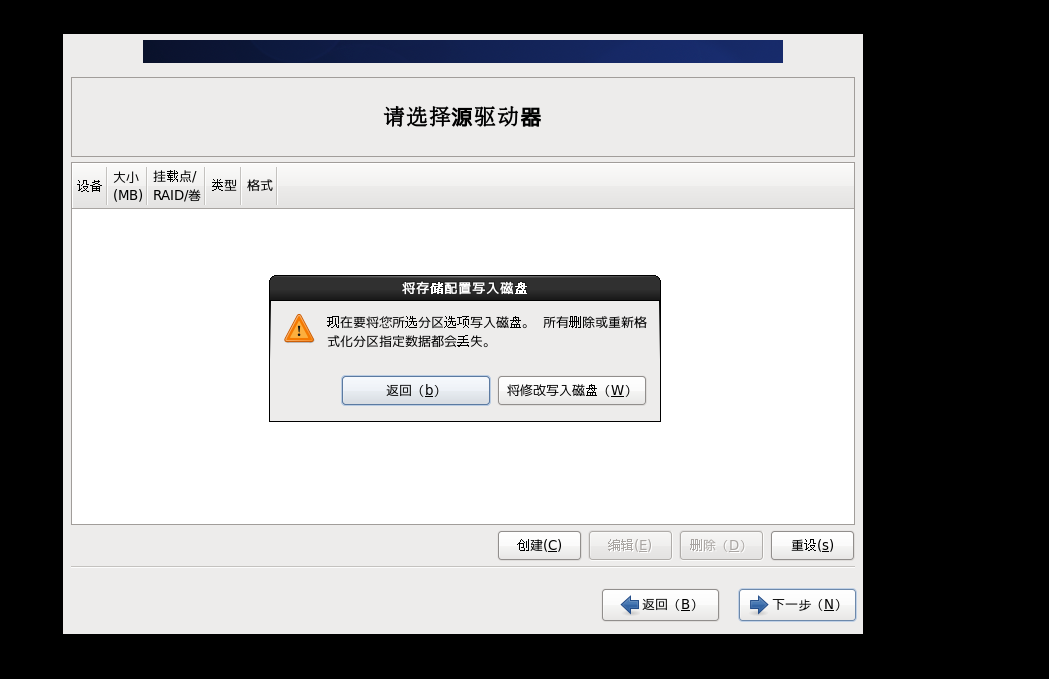 请选择源驱动器
设备
大小
(MB)
挂载点/
RAID/卷
类型
格式
将存储配置写入磁盘
现在要将您所选分区选项写入磁盘。 所有删除或重新格
式化分区指定数据都会丢失。
返回（b）
将修改写入磁盘（W）
创建(C)
编辑(E)
删除（D）
重设(s)
返回（B）
下一步（N）